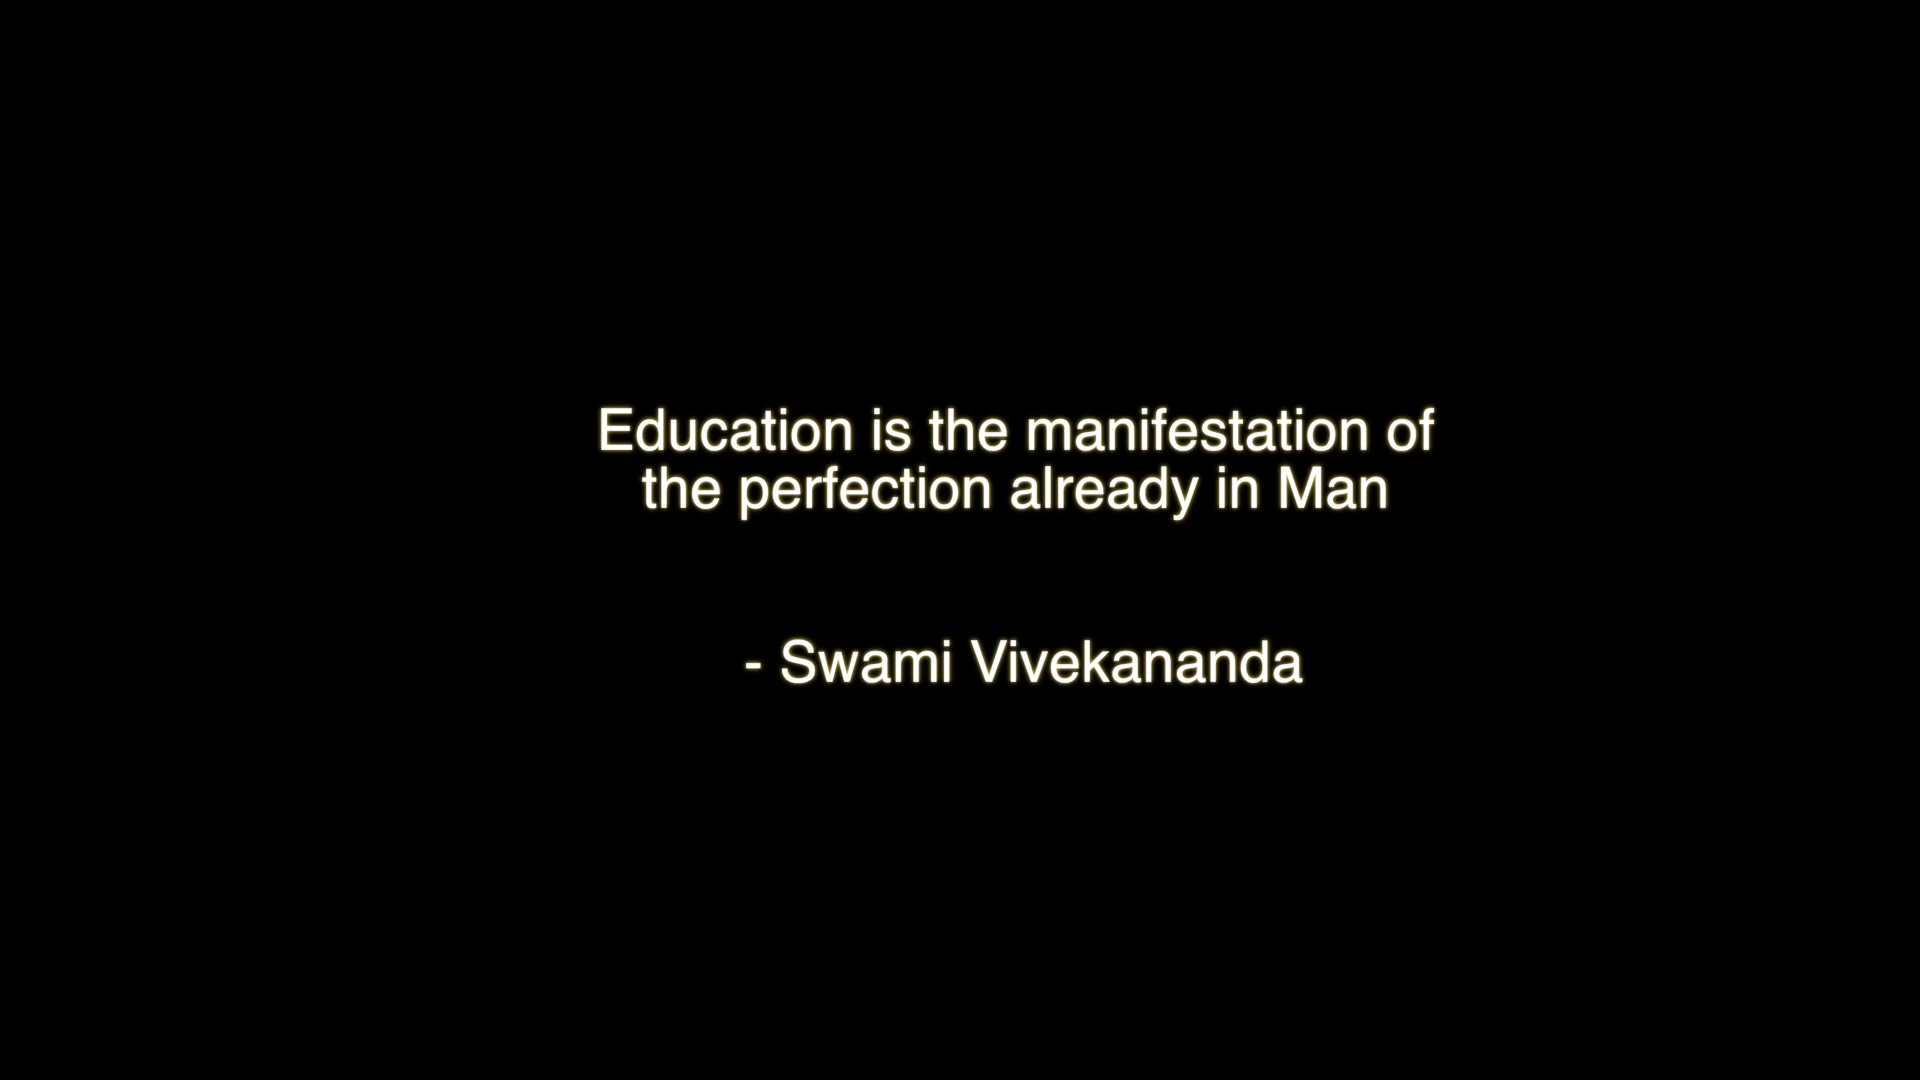 Education is the manifestation of
the perfection already in Man
- Swami Vivekananda